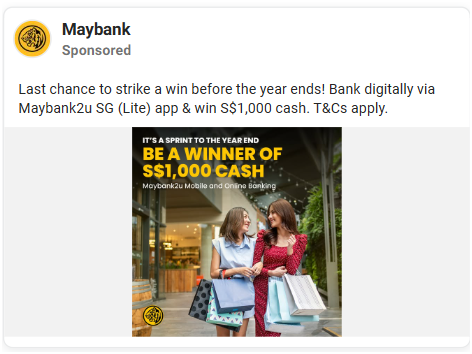 Maybank
Sponsored
Last chance to strike a win before the year ends! Bank digitally via
Maybank2u SG (Lite) app & win S$1,000 cash. T&Cs apply.
IT'S A SPRINT TO THE YEAR END
BE A WINNER OF
S$1,000 CASH
Maybank2u Mobile and Online Banking